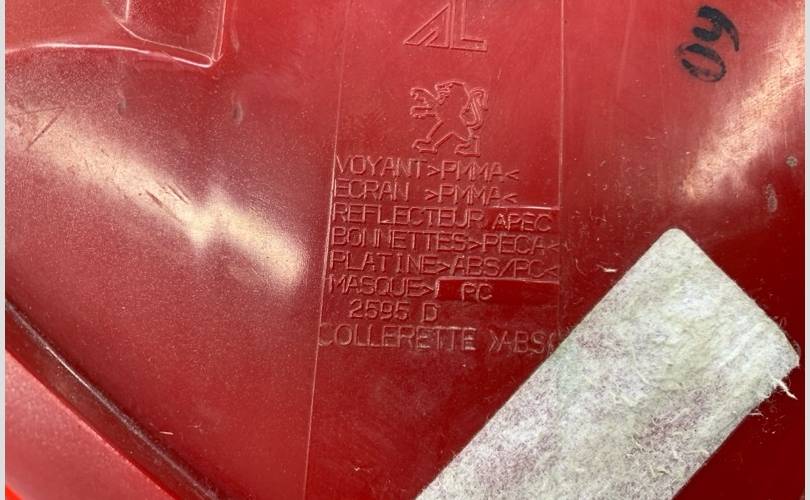 AL
04
VOYANT>PMMA<
ECRAN >PMMA<
REFLECTEUR APEC
BONNETTES>PECA<
PLATINE>ABS/PC<
MASQUE> PC
2595 D
COLLERETTE >ABS<